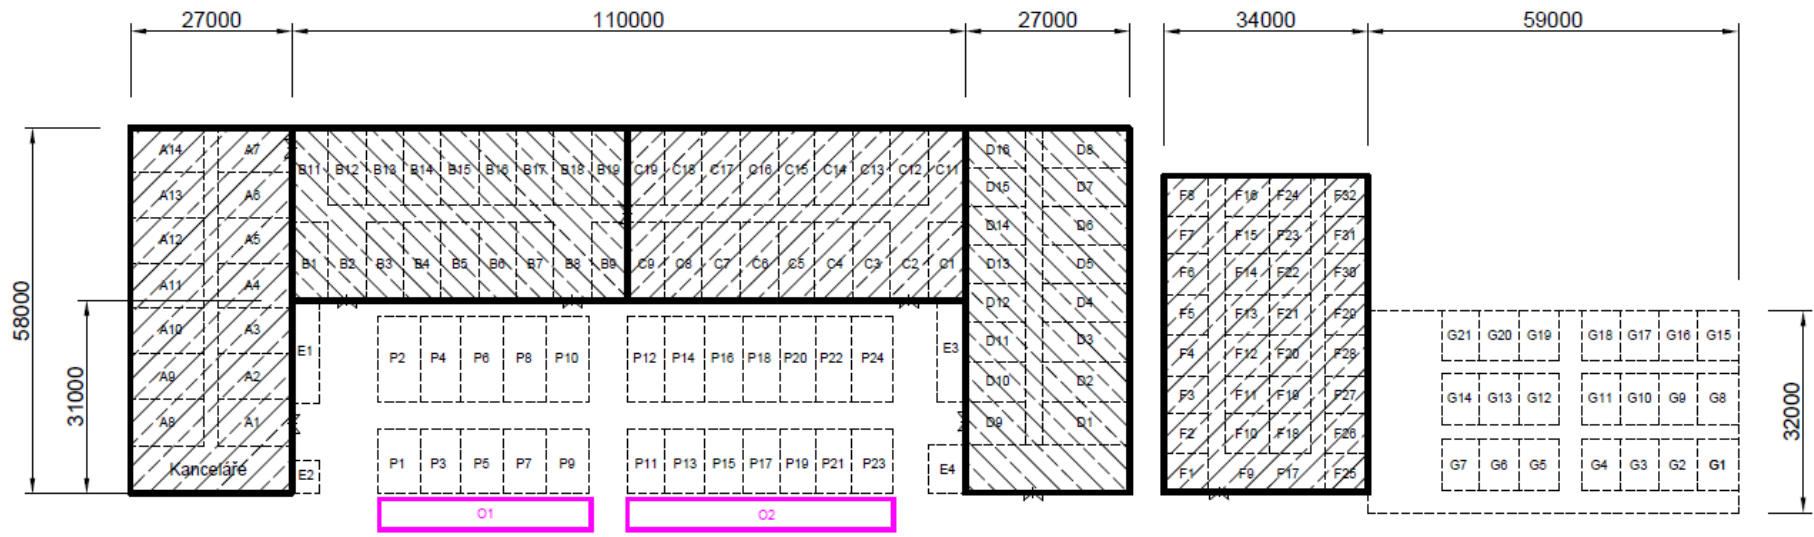 27000 110000 27000 34000 59000
58000
31000
32000
A14 A7
A13 A6
A12 A5
A11 A4
A10 A3
A9 A2
A8 A1
Kanceláře
B11 B12 B13 B14 B15 B16 B17 B18 B19
B1 B2 B3 B4 B5 B6 B7 B8 B9
C19 C18 C17 C16 C15 C14 C13 C12 C11
C9 C8 C7 C6 C5 C4 C3 C2 C1
D16 D8
D15 D7
D14 D6
D13 D5
D12 D4
D11 D3
D10 D2
D9 D1
E1 E3
E2 E4
P2 P4 P6 P8 P10 P12 P14 P16 P18 P20 P22 P24
P1 P3 P5 P7 P9 P11 P13 P15 P17 P19 P21 P23
O1 O2
F8 F16 F24 F32
F7 F15 F23 F31
F6 F14 F22 F30
F5 F13 F21 F29
F4 F12 F20 F28
F3 F11 F19 F27
F2 F10 F18 F26
F1 F9 F17 F25
G21 G20 G19 G18 G17 G16 G15
G14 G13 G12 G11 G10 G9 G8
G7 G6 G5 G4 G3 G2 G1